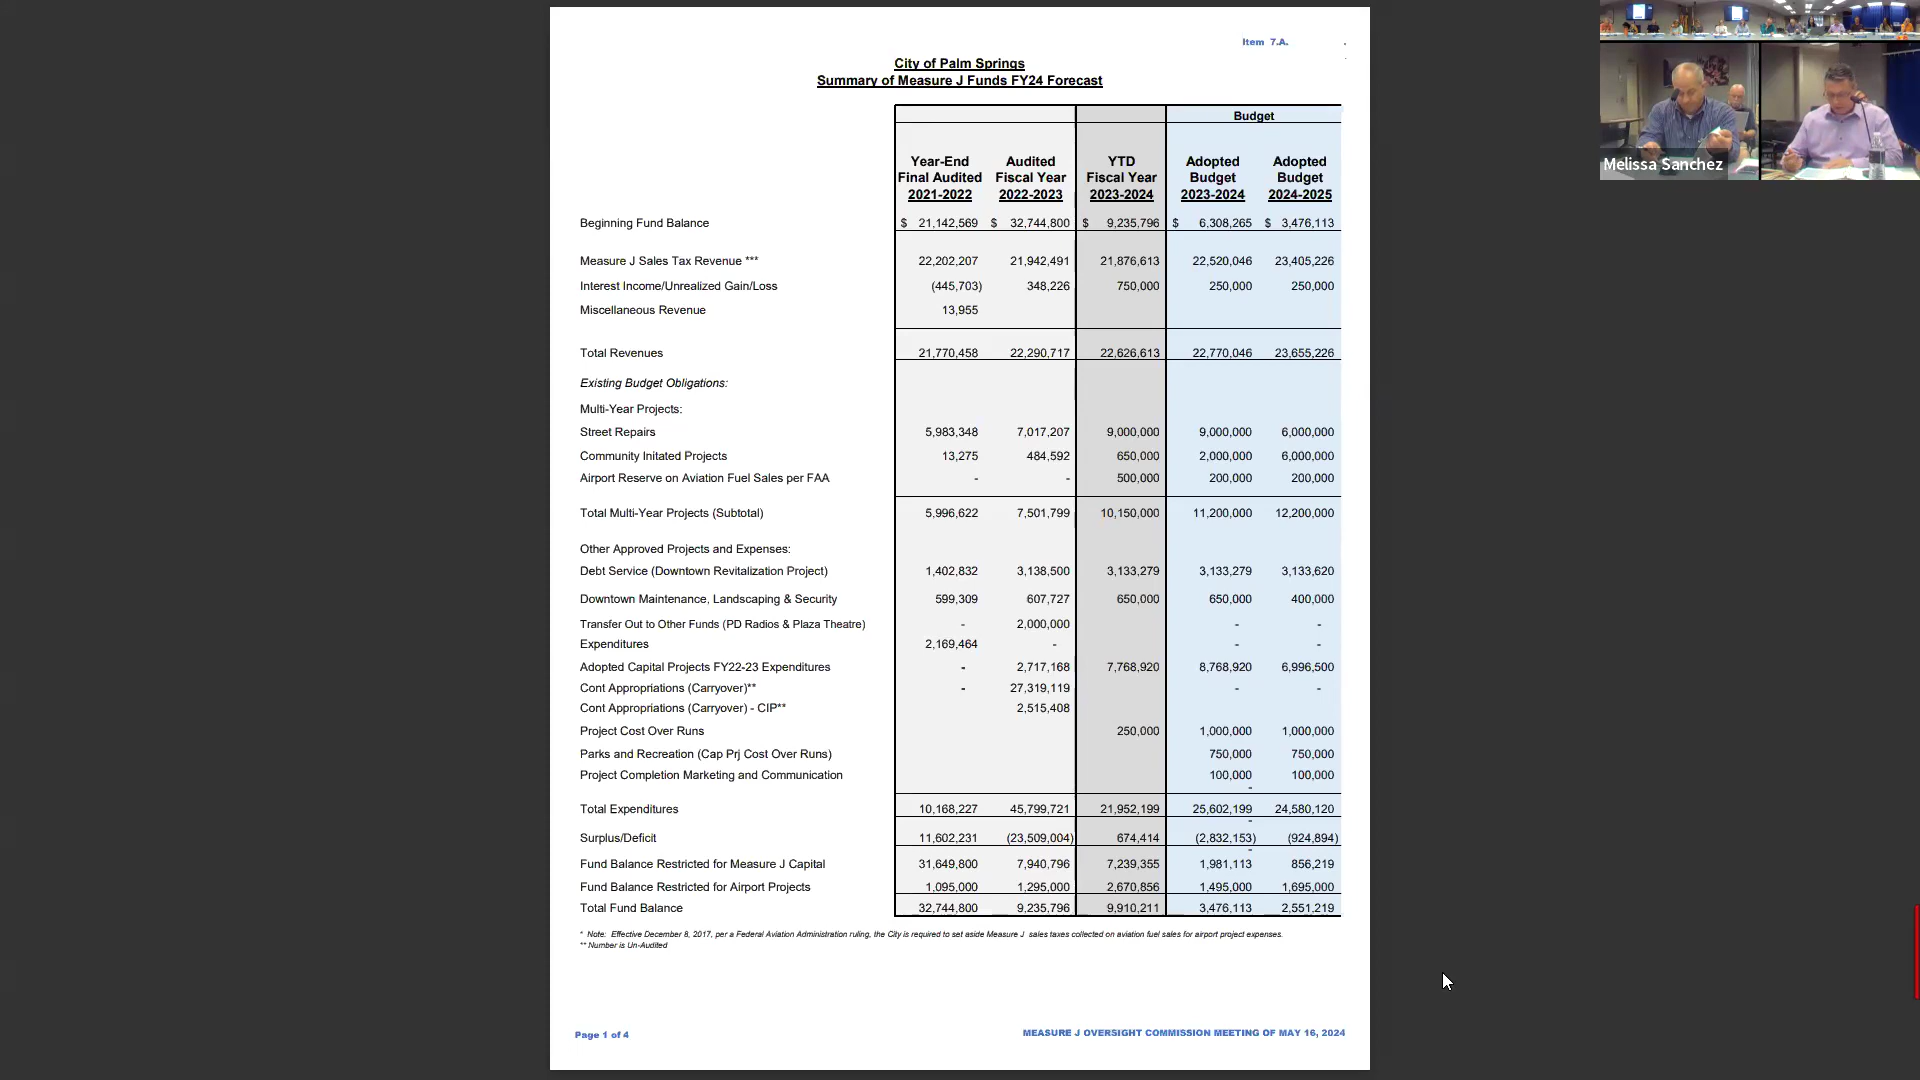 Item 7.A.
City of Palm Springs
Summary of Measure J Funds FY24 Forecast
Budget
Year-End Final Audited 2021-2022 Audited Fiscal Year 2022-2023 YTD Fiscal Year 2023-2024 Adopted Budget 2023-2024 Adopted Budget 2024-2025
Beginning Fund Balance $ 21,142,569 $ 32,744,800 $ 9,235,796 $ 6,308,265 $ 3,476,113
Measure J Sales Tax Revenue *** 22,202,207 21,942,491 21,876,613 22,520,046 23,405,226
Interest Income/Unrealized Gain/Loss (445,703) 348,226 750,000 250,000 250,000
Miscellaneous Revenue 13,955
Total Revenues 21,770,458 22,290,717 22,626,613 22,770,046 23,655,226
Existing Budget Obligations:
Multi-Year Projects:
Street Repairs 5,983,348 7,017,207 9,000,000 9,000,000 6,000,000
Community Initated Projects 13,275 484,592 650,000 2,000,000 6,000,000
Airport Reserve on Aviation Fuel Sales per FAA - - 500,000 200,000 200,000
Total Multi-Year Projects (Subtotal) 5,996,622 7,501,799 10,150,000 11,200,000 12,200,000
Other Approved Projects and Expenses:
Debt Service (Downtown Revitalization Project) 1,402,832 3,138,500 3,133,279 3,133,279 3,133,620
Downtown Maintenance, Landscaping & Security 599,309 607,727 650,000 650,000 400,000
Transfer Out to Other Funds (PD Radios & Plaza Theatre) - 2,000,000 - -
Expenditures 2,169,464 - - -
Adopted Capital Projects FY22-23 Expenditures - 2,717,168 7,768,920 8,768,920 6,996,500
Cont Appropriations (Carryover)** - 27,319,119 - -
Cont Appropriations (Carryover) - CIP** 2,515,408
Project Cost Over Runs 250,000 1,000,000 1,000,000
Parks and Recreation (Cap Prj Cost Over Runs) 750,000 750,000
Project Completion Marketing and Communication 100,000 100,000
-
Total Expenditures 10,168,227 45,799,721 21,952,199 25,602,199 24,580,120
-
Surplus/Deficit 11,602,231 (23,509,004) 674,414 (2,832,153) (924,894)
-
Fund Balance Restricted for Measure J Capital 31,649,800 7,940,796 7,239,355 1,981,113 856,219
Fund Balance Restricted for Airport Projects 1,095,000 1,295,000 2,670,856 1,495,000 1,695,000
Total Fund Balance 32,744,800 9,235,796 9,910,211 3,476,113 2,551,219
* Note: Effective December 8, 2017, per a Federal Aviation Administration ruling, the City is required to set aside Measure J sales taxes collected on aviation fuel sales for airport project expenses.
** Number is Un-Audited
Page 1 of 4
MEASURE J OVERSIGHT COMMISSION MEETING OF MAY 16, 2024
Melissa Sanchez